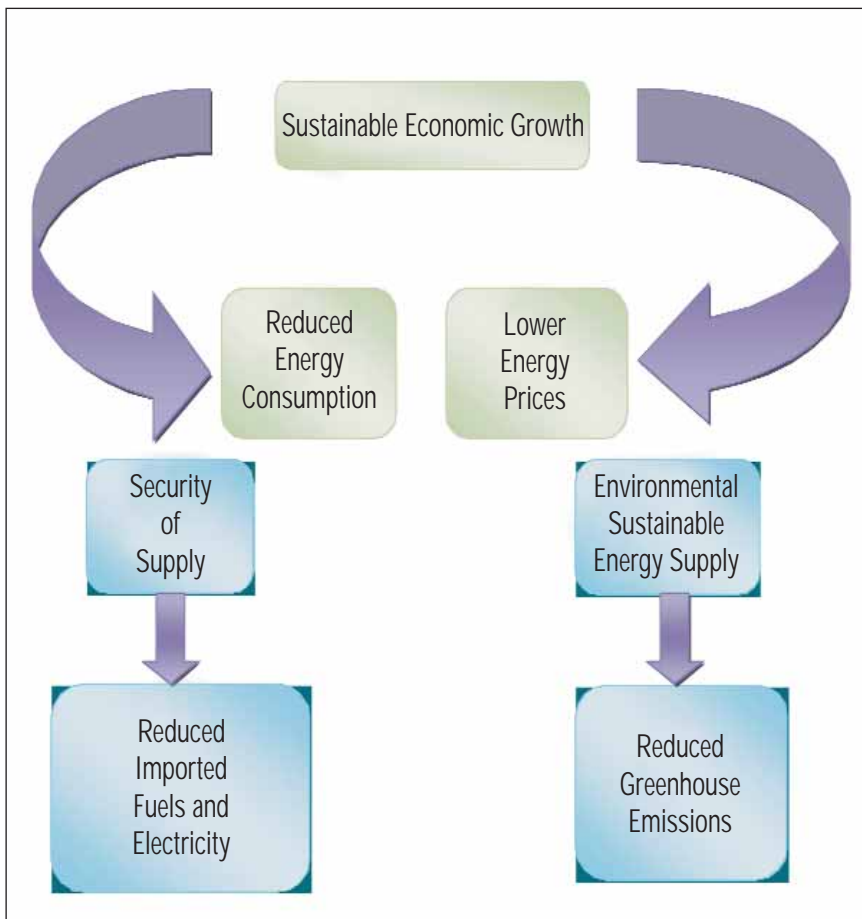 Sustainable Economic Growth
Reduced
Energy
Consumption
Lower
Energy
Prices
Security
of
Supply
Environmental
Sustainable
Energy Supply
Reduced
Imported
Fuels and
Electricity
Reduced
Greenhouse
Emissions